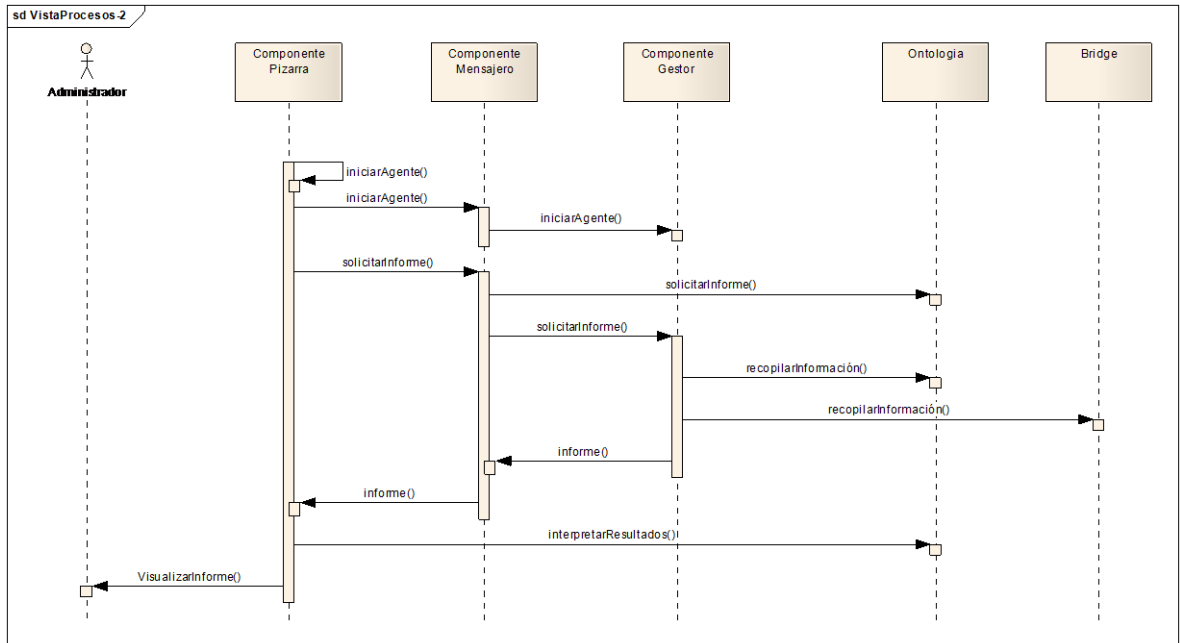 sd VistaProcesos-2
Administrador
Componente
Pizarra
Componente
Mensajero
Componente
Gestor
Ontologia
Bridge
iniciarAgente()
iniciarAgente()
iniciarAgente()
solicitarInforme()
solicitarInforme()
solicitarInforme()
recopilarInformación()
recopilarInformación()
informe()
informe()
interpretarResultados()
VisualizarInforme()